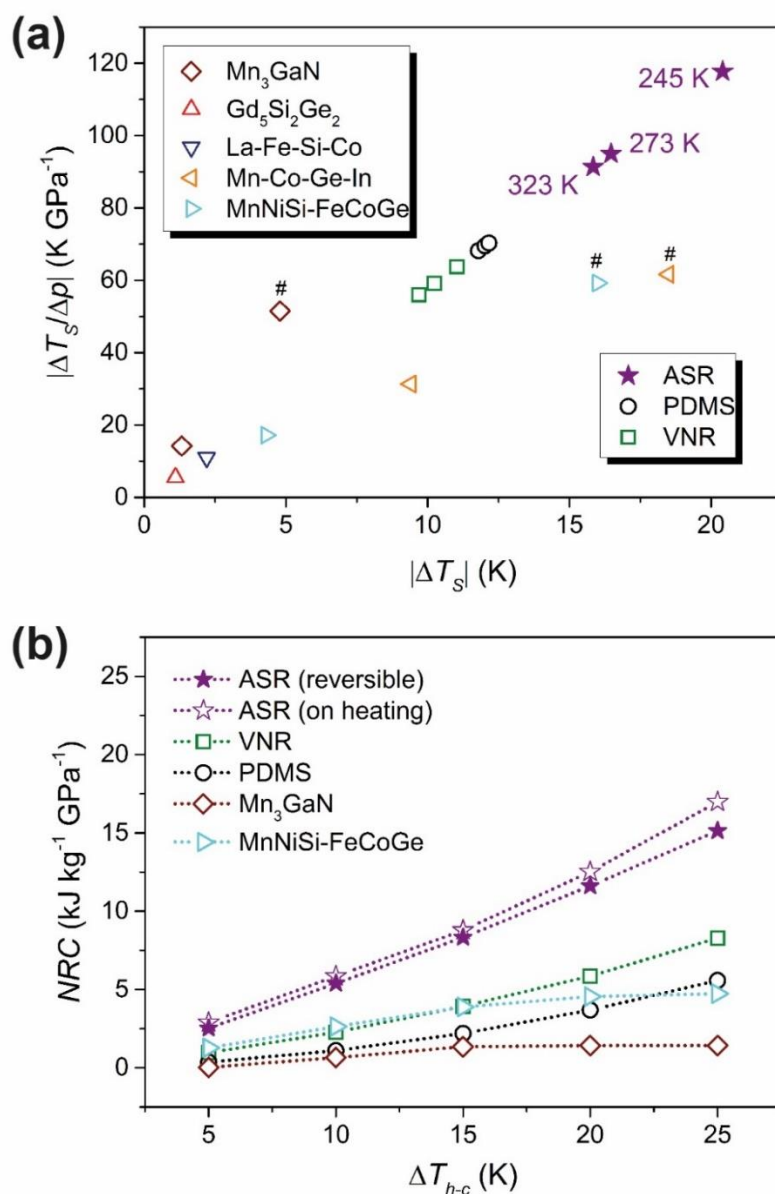 (a)
|ΔT_S/Δp| (K GPa⁻¹)
120
100
80
60
40
20
0
Mn₃GaN
Gd₅Si₂Ge₂
La-Fe-Si-Co
Mn-Co-Ge-In
MnNiSi-FeCoGe
245 K
273 K
323 K
#
#
#
ASR
PDMS
VNR
0
5
10
15
20
|ΔT_S| (K)
(b)
NRC (kJ kg⁻¹ GPa⁻¹)
25
20
15
10
5
0
ASR (reversible)
ASR (on heating)
VNR
PDMS
Mn₃GaN
MnNiSi-FeCoGe
5
10
15
20
25
ΔT_h-c (K)